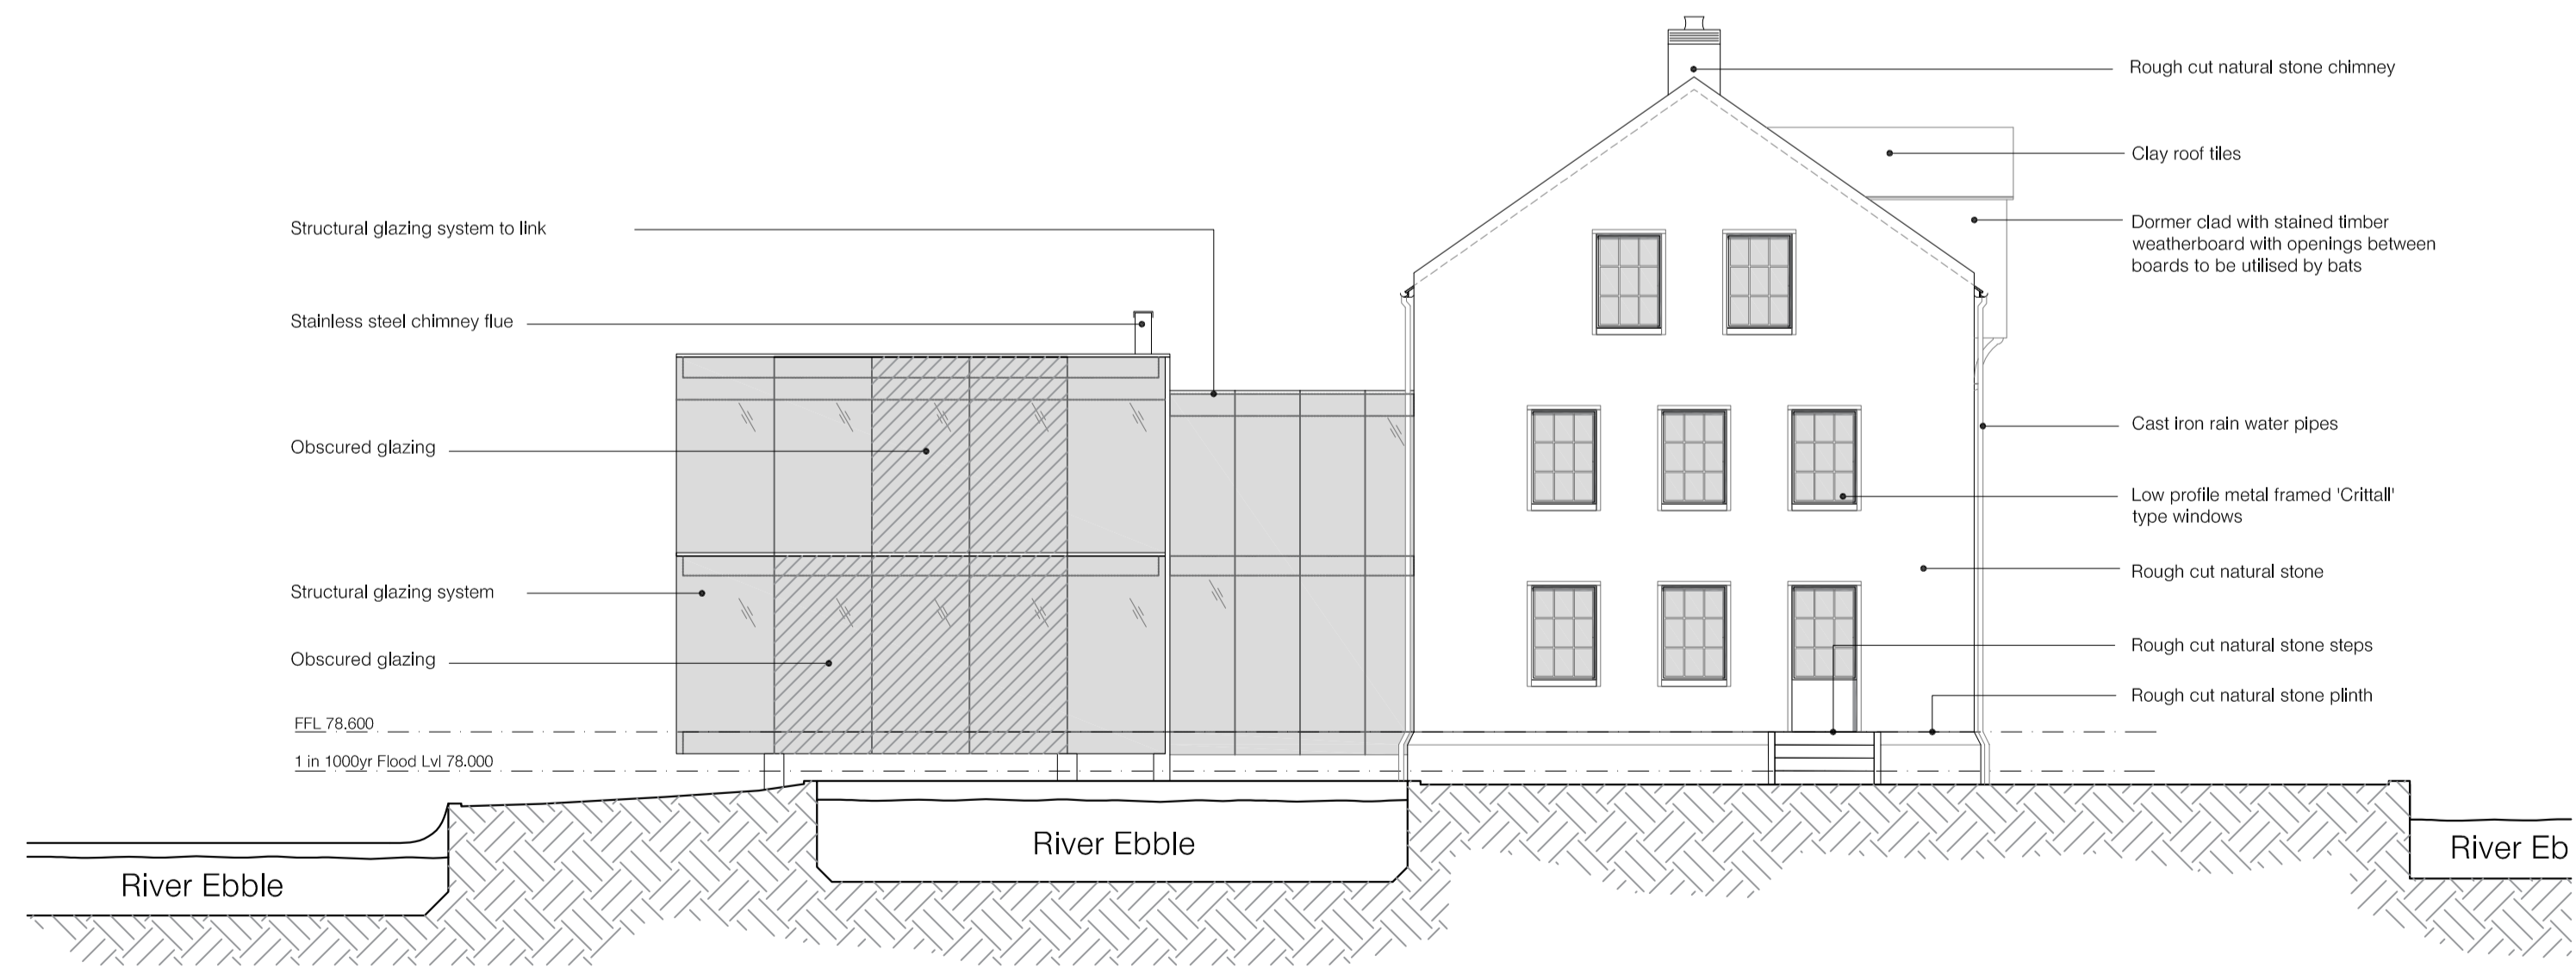 Rough cut natural stone chimney
Clay roof tiles
Dormer clad with stained timber
weatherboard with openings between
boards to be utilised by bats
Structural glazing system to link
Stainless steel chimney flue
Obscured glazing
Cast iron rain water pipes
Low profile metal framed 'Crittall'
type windows
Structural glazing system
Rough cut natural stone
Obscured glazing
Rough cut natural stone steps
Rough cut natural stone plinth
FFL 78.600
1 in 1000yr Flood Lvl 78.000
River Ebble
River Ebble
River Eb